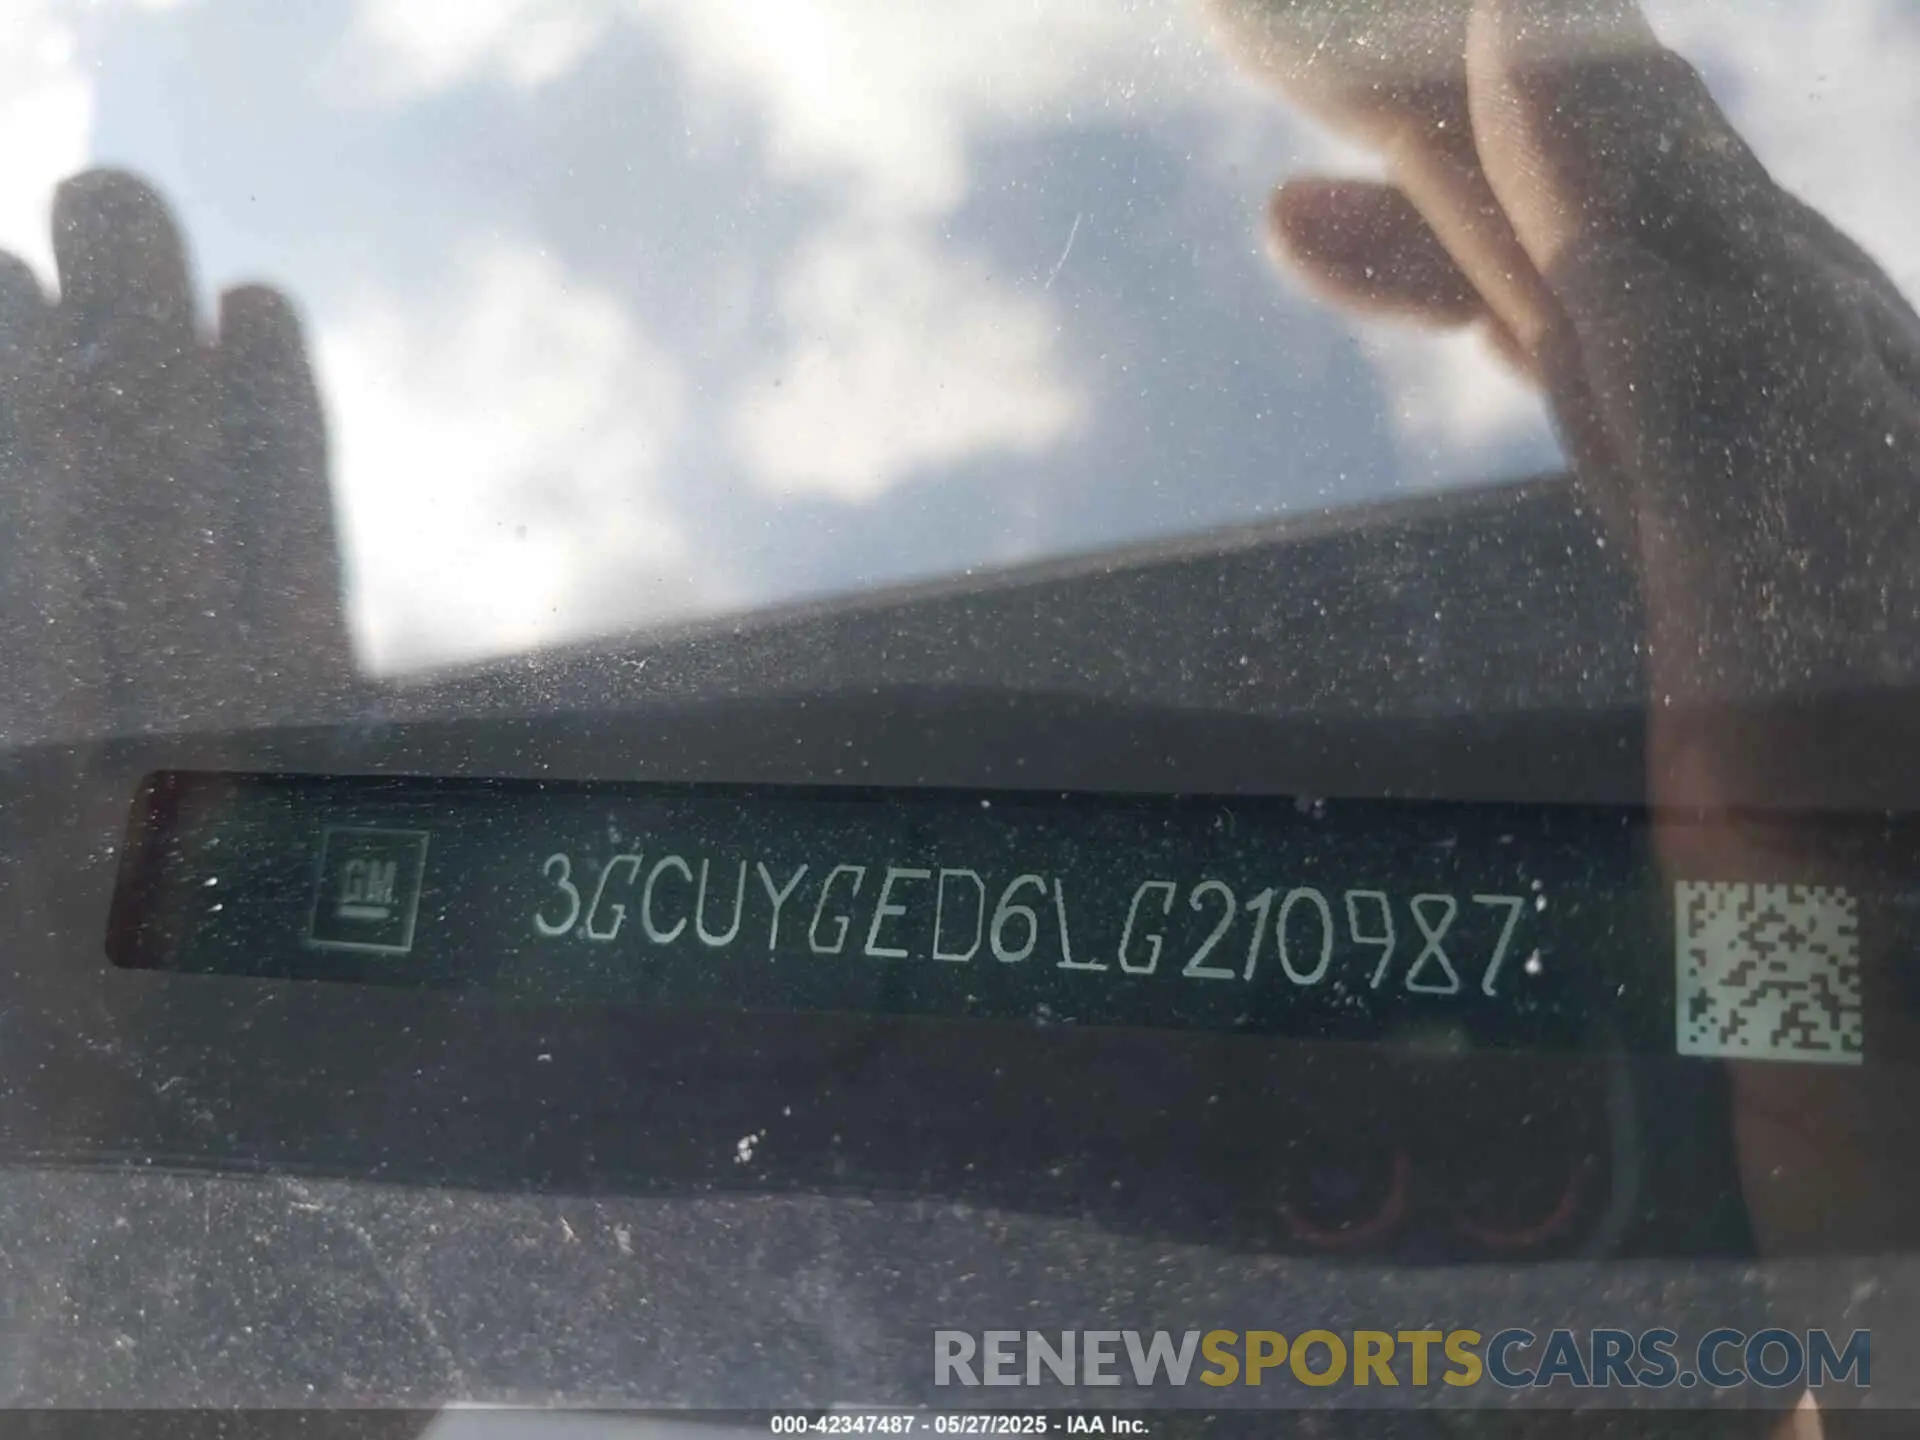 GM
3GCUYGED6LG210987
RENEWSPORTSCARS.COM
000-42347487 - 05/27/2025 - IAA Inc.